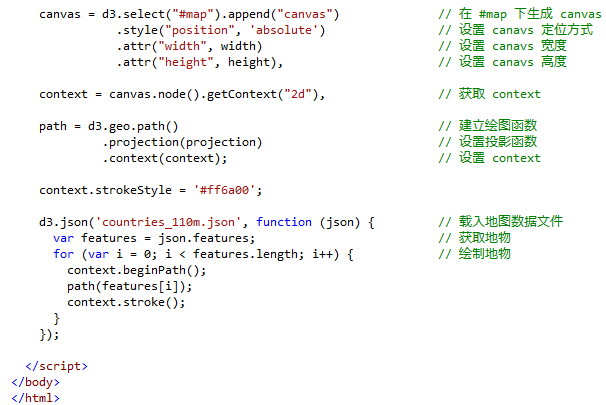 canvas = d3.select("#map").append("canvas") // 在 #map 下生成 canvas
.style("position", 'absolute') // 设置 canavs 定位方式
.attr("width", width) // 设置 canavs 宽度
.attr("height", height), // 设置 canavs 高度
context = canvas.node().getContext("2d"), // 获取 context
path = d3.geo.path() // 建立绘图函数
.projection(projection) // 设置投影函数
.context(context); // 设置 context
context.strokeStyle = '#ff6a00';
d3.json('countries_110m.json', function (json) { // 载入地图数据文件
var features = json.features; // 获取地物
for (var i = 0; i < features.length; i++) { // 绘制地物
context.beginPath();
path(features[i]);
context.stroke();
}
});
</script>
</body>
</html>